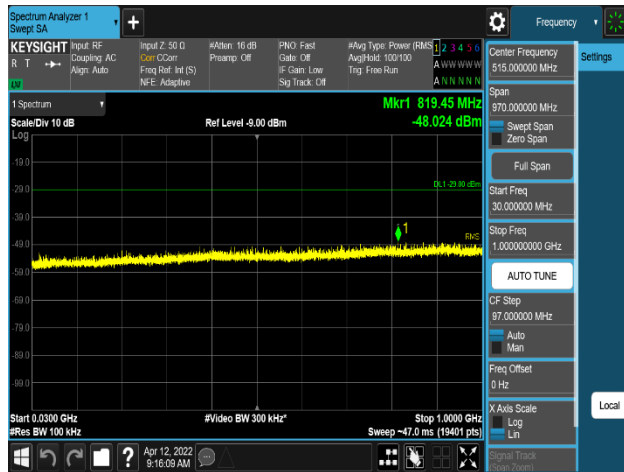 Spectrum Analyzer 1
Swept SA
Frequency
KEYSIGHT
R T
Input: RF
Coupling: AC
Align: Auto
Input Z: 50 Ω
Corr CCorr
Freq Ref: Int (S)
NFE: Adaptive
#Atten: 16 dB
Preamp: Off
PNO: Fast
Gate: Off
IF Gain: Low
Sig Track: Off
#Avg Type: Power (RMS
Avg|Hold: 100/100
Trig: Free Run
1 2 3 4 5 6
A W W W W W
A N N N N N
Center Frequency
515.000000 MHz
Settings
1 Spectrum
Scale/Div 10 dB
Ref Level -9.00 dBm
Mkr1 819.45 MHz
-48.024 dBm
Log
-19.0
-29.0
-39.0
-49.0
-59.0
-69.0
-79.0
-89.0
-99.0
DL1 -29.00 dBm
1
RMS
Start 0.0300 GHz
#Res BW 100 kHz
#Video BW 300 kHz*
Stop 1.0000 GHz
Sweep ~47.0 ms (19401 pts)
Span
970.000000 MHz
Swept Span
Zero Span
Full Span
Start Freq
30.000000 MHz
Stop Freq
1.000000000 GHz
AUTO TUNE
CF Step
97.000000 MHz
Auto
Man
Freq Offset
0 Hz
X Axis Scale
Log
Lin
Local
Signal Track
(Span Zoom)
?
Apr 12, 2022
9:16:09 AM